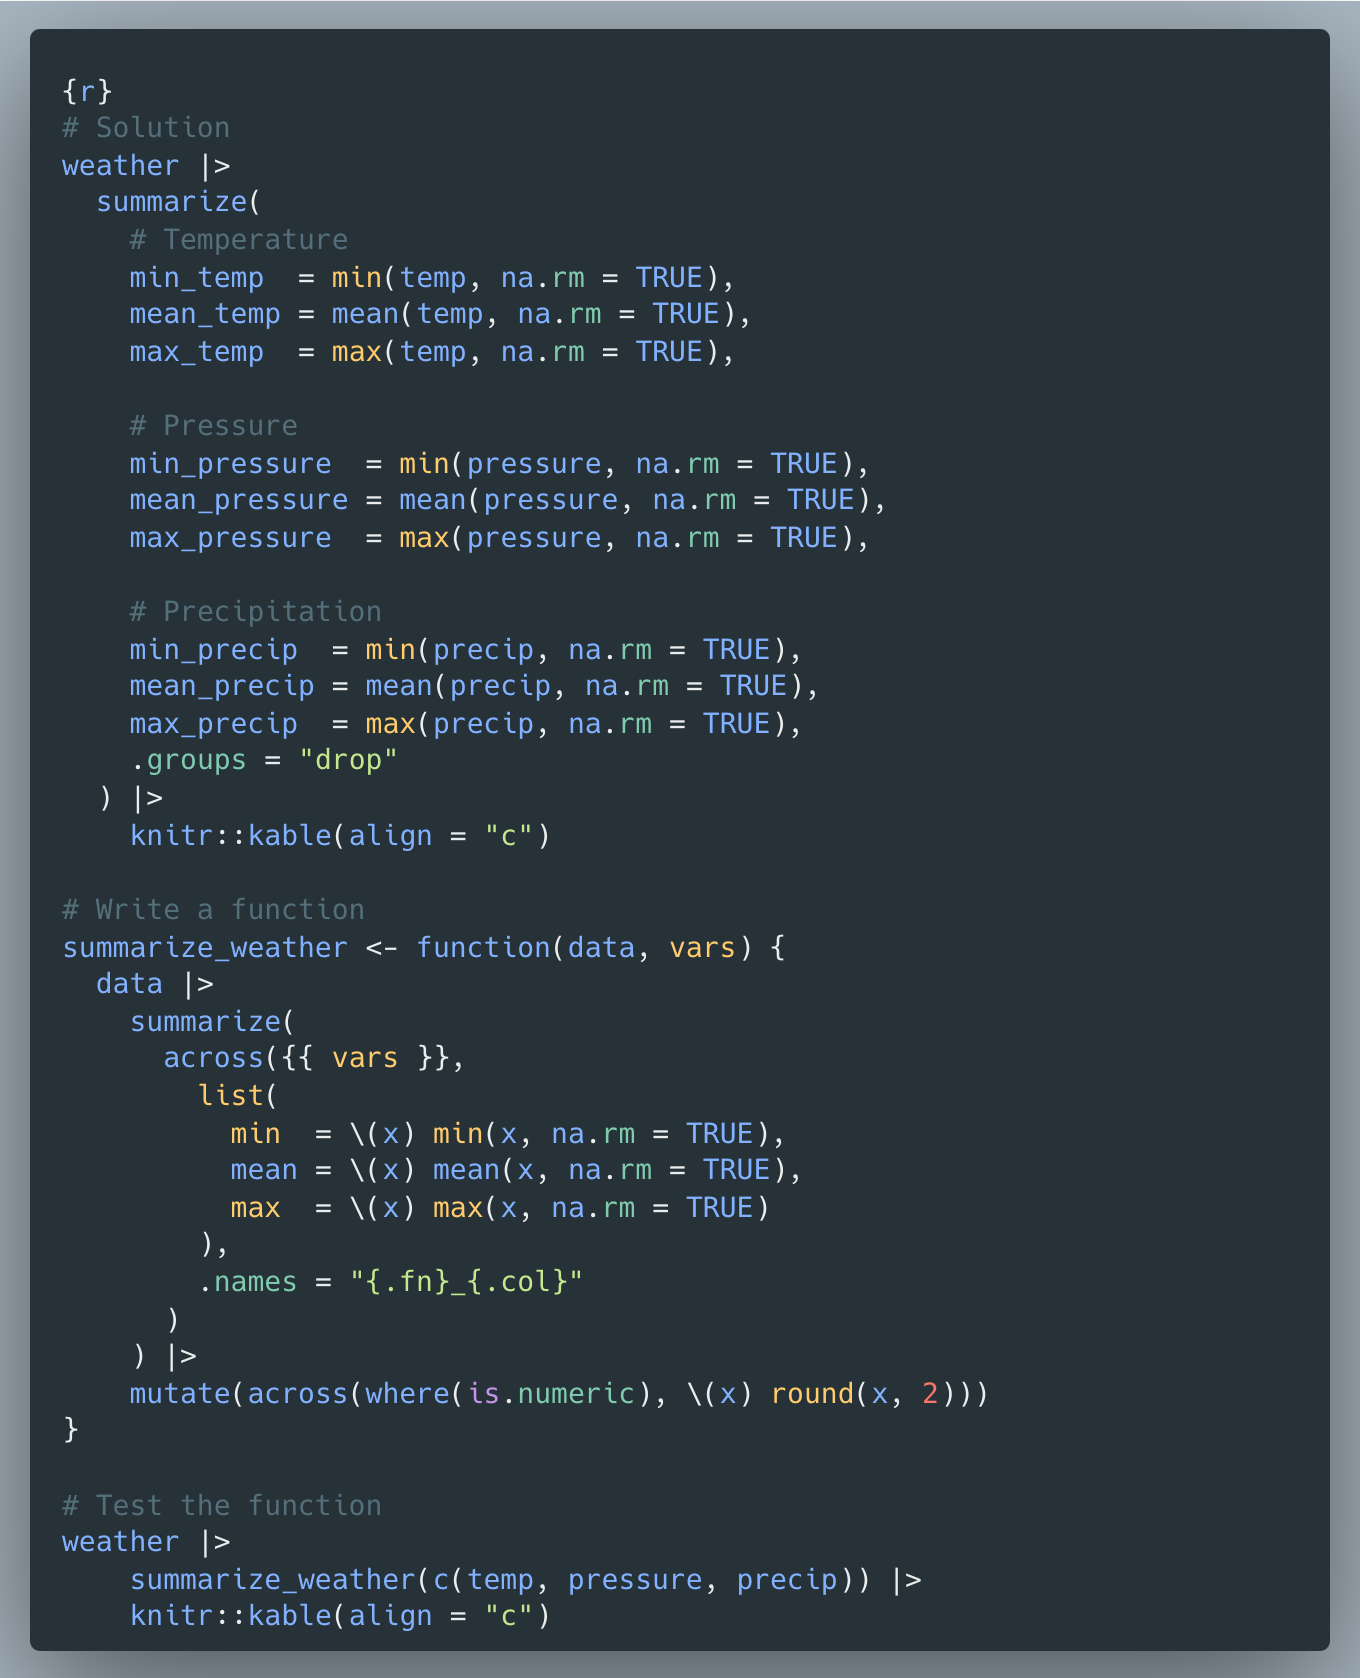 {r}
# Solution
weather |>
  summarize(
    # Temperature
    min_temp  = min(temp, na.rm = TRUE),
    mean_temp = mean(temp, na.rm = TRUE),
    max_temp  = max(temp, na.rm = TRUE),

    # Pressure
    min_pressure  = min(pressure, na.rm = TRUE),
    mean_pressure = mean(pressure, na.rm = TRUE),
    max_pressure  = max(pressure, na.rm = TRUE),

    # Precipitation
    min_precip  = min(precip, na.rm = TRUE),
    mean_precip = mean(precip, na.rm = TRUE),
    max_precip  = max(precip, na.rm = TRUE),
    .groups = "drop"
  ) |>
    knitr::kable(align = "c")

# Write a function
summarize_weather <- function(data, vars) {
  data |>
    summarize(
      across({{ vars }},
        list(
          min  = \(x) min(x, na.rm = TRUE),
          mean = \(x) mean(x, na.rm = TRUE),
          max  = \(x) max(x, na.rm = TRUE)
        ),
        .names = "{.fn}_{.col}"
      )
    ) |>
    mutate(across(where(is.numeric), \(x) round(x, 2)))
}

# Test the function
weather |>
    summarize_weather(c(temp, pressure, precip)) |>
    knitr::kable(align = "c")